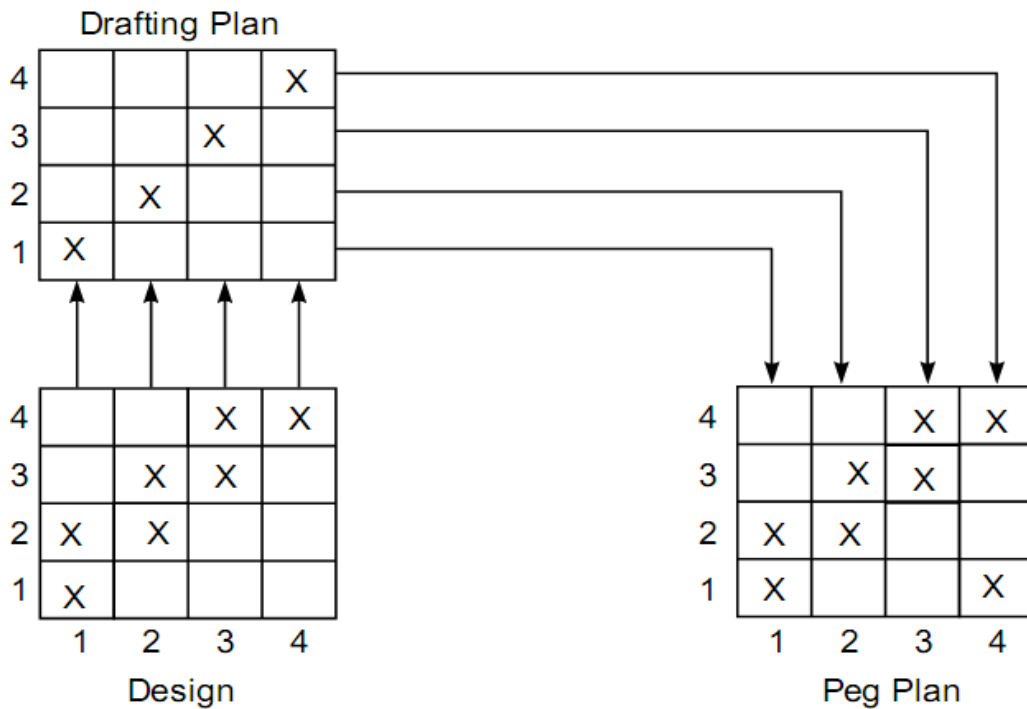 Drafting Plan
4 X
3 X
2 X
1 X
4 X X
3 X X
2 X X
1 X
1 2 3 4
Design
4 X X
3 X X
2 X X
1 X X
1 2 3 4
Peg Plan